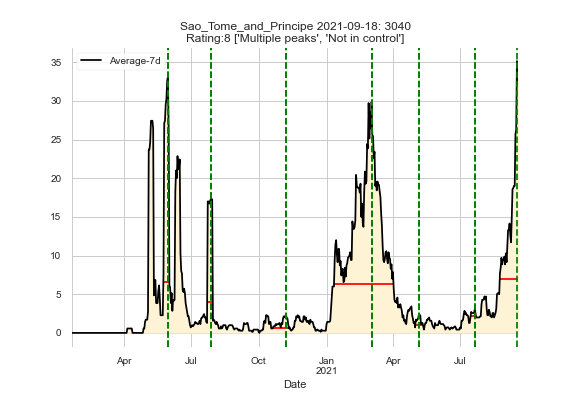 Sao_Tome_and_Principe 2021-09-18: 3040
Rating:8 ['Multiple peaks', 'Not in control']
Average-7d
35
30
25
20
15
10
5
0
Apr Jul Oct Jan Apr Jul
2021
Date